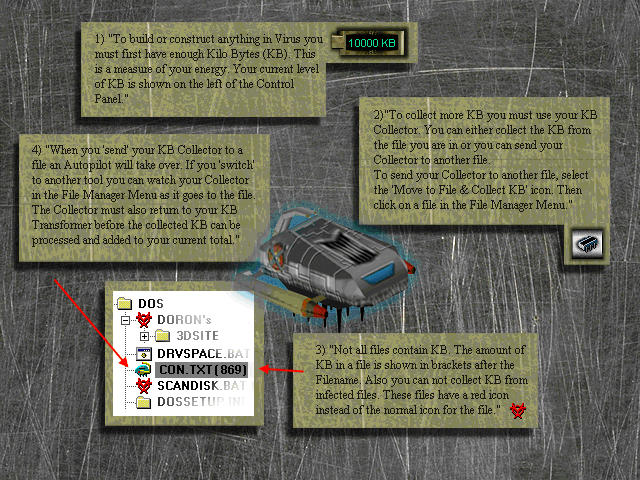 1) "To build or construct anything in Virus you
must first have enough Kilo Bytes (KB). This
is a measure of your energy. Your current level
of KB is shown on the left of the Control
Panel."
10000 KB
2)"To collect more KB you must use your KB
Collector. You can either collect the KB from
the file you are in or you can send your
Collector to another file.
To send your Collector to another file, select
the 'Move to File & Collect KB' icon. Then
click on a file in the File Manager Menu."
4) "When you 'send' your KB Collector to a
file an Autopilot will take over. If you 'switch'
to another tool you can watch your Collector
in the File Manager Menu as it goes to the file.
The Collector must also return to your KB
Transformer before the collected KB can be
processed and added to your current total."
DOS
DORON's
3DSITE
DRVSPACE.BAT
CON.TXT(869)
SCANDISK.BAT
DOSSETUP.INI
3) "Not all files contain KB. The amount of
KB in a file is shown in brackets after the
Filename. Also you can not collect KB from
infected files. These files have a red icon
instead of the normal icon for the file."